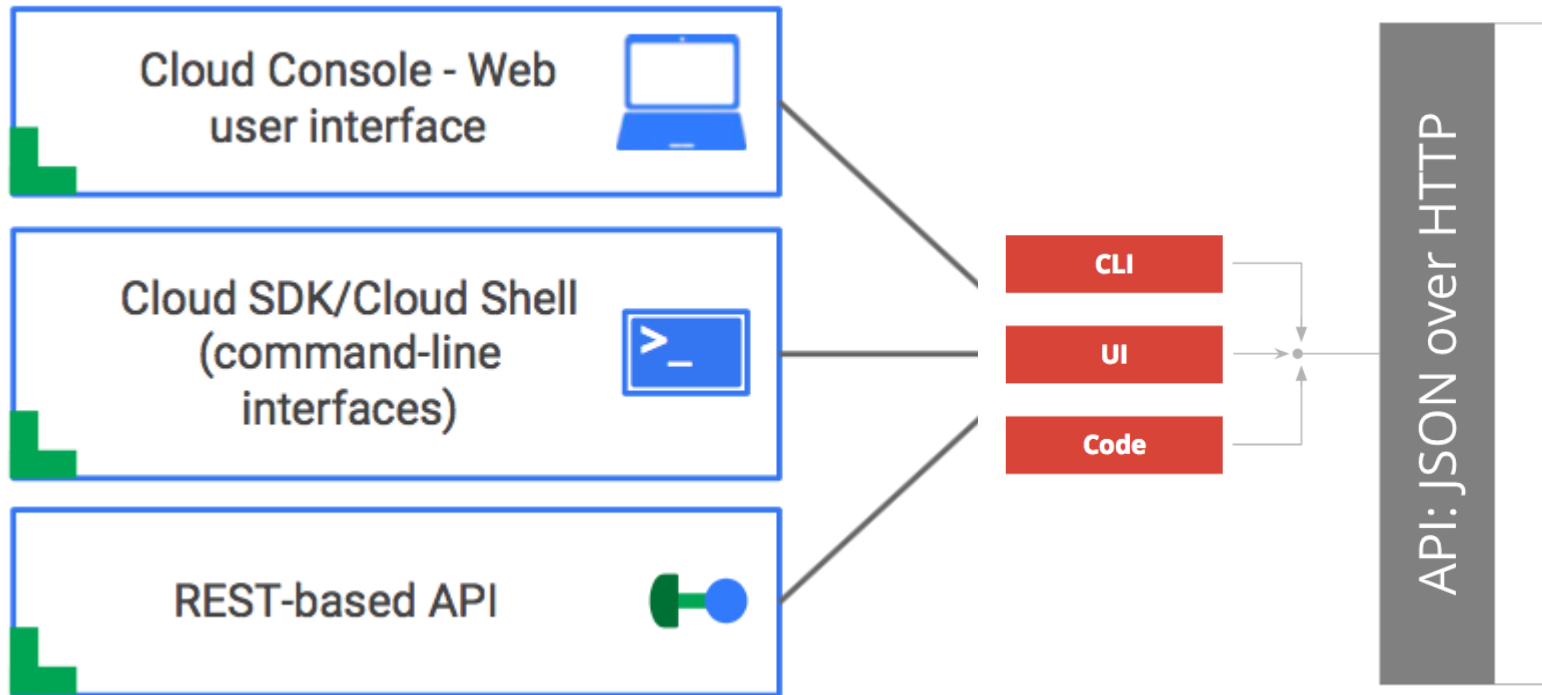 Cloud Console - Web
user interface
Cloud SDK/Cloud Shell
(command-line
interfaces)
>_
REST-based API
CLI
UI
Code
API: JSON over HTTP